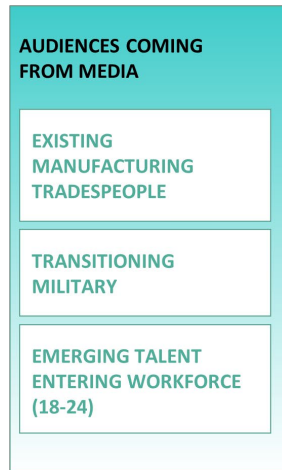 AUDIENCES COMING
FROM MEDIA
EXISTING
MANUFACTURING
TRADESPEOPLE
TRANSITIONING
MILITARY
EMERGING TALENT
ENTERING WORKFORCE
(18-24)